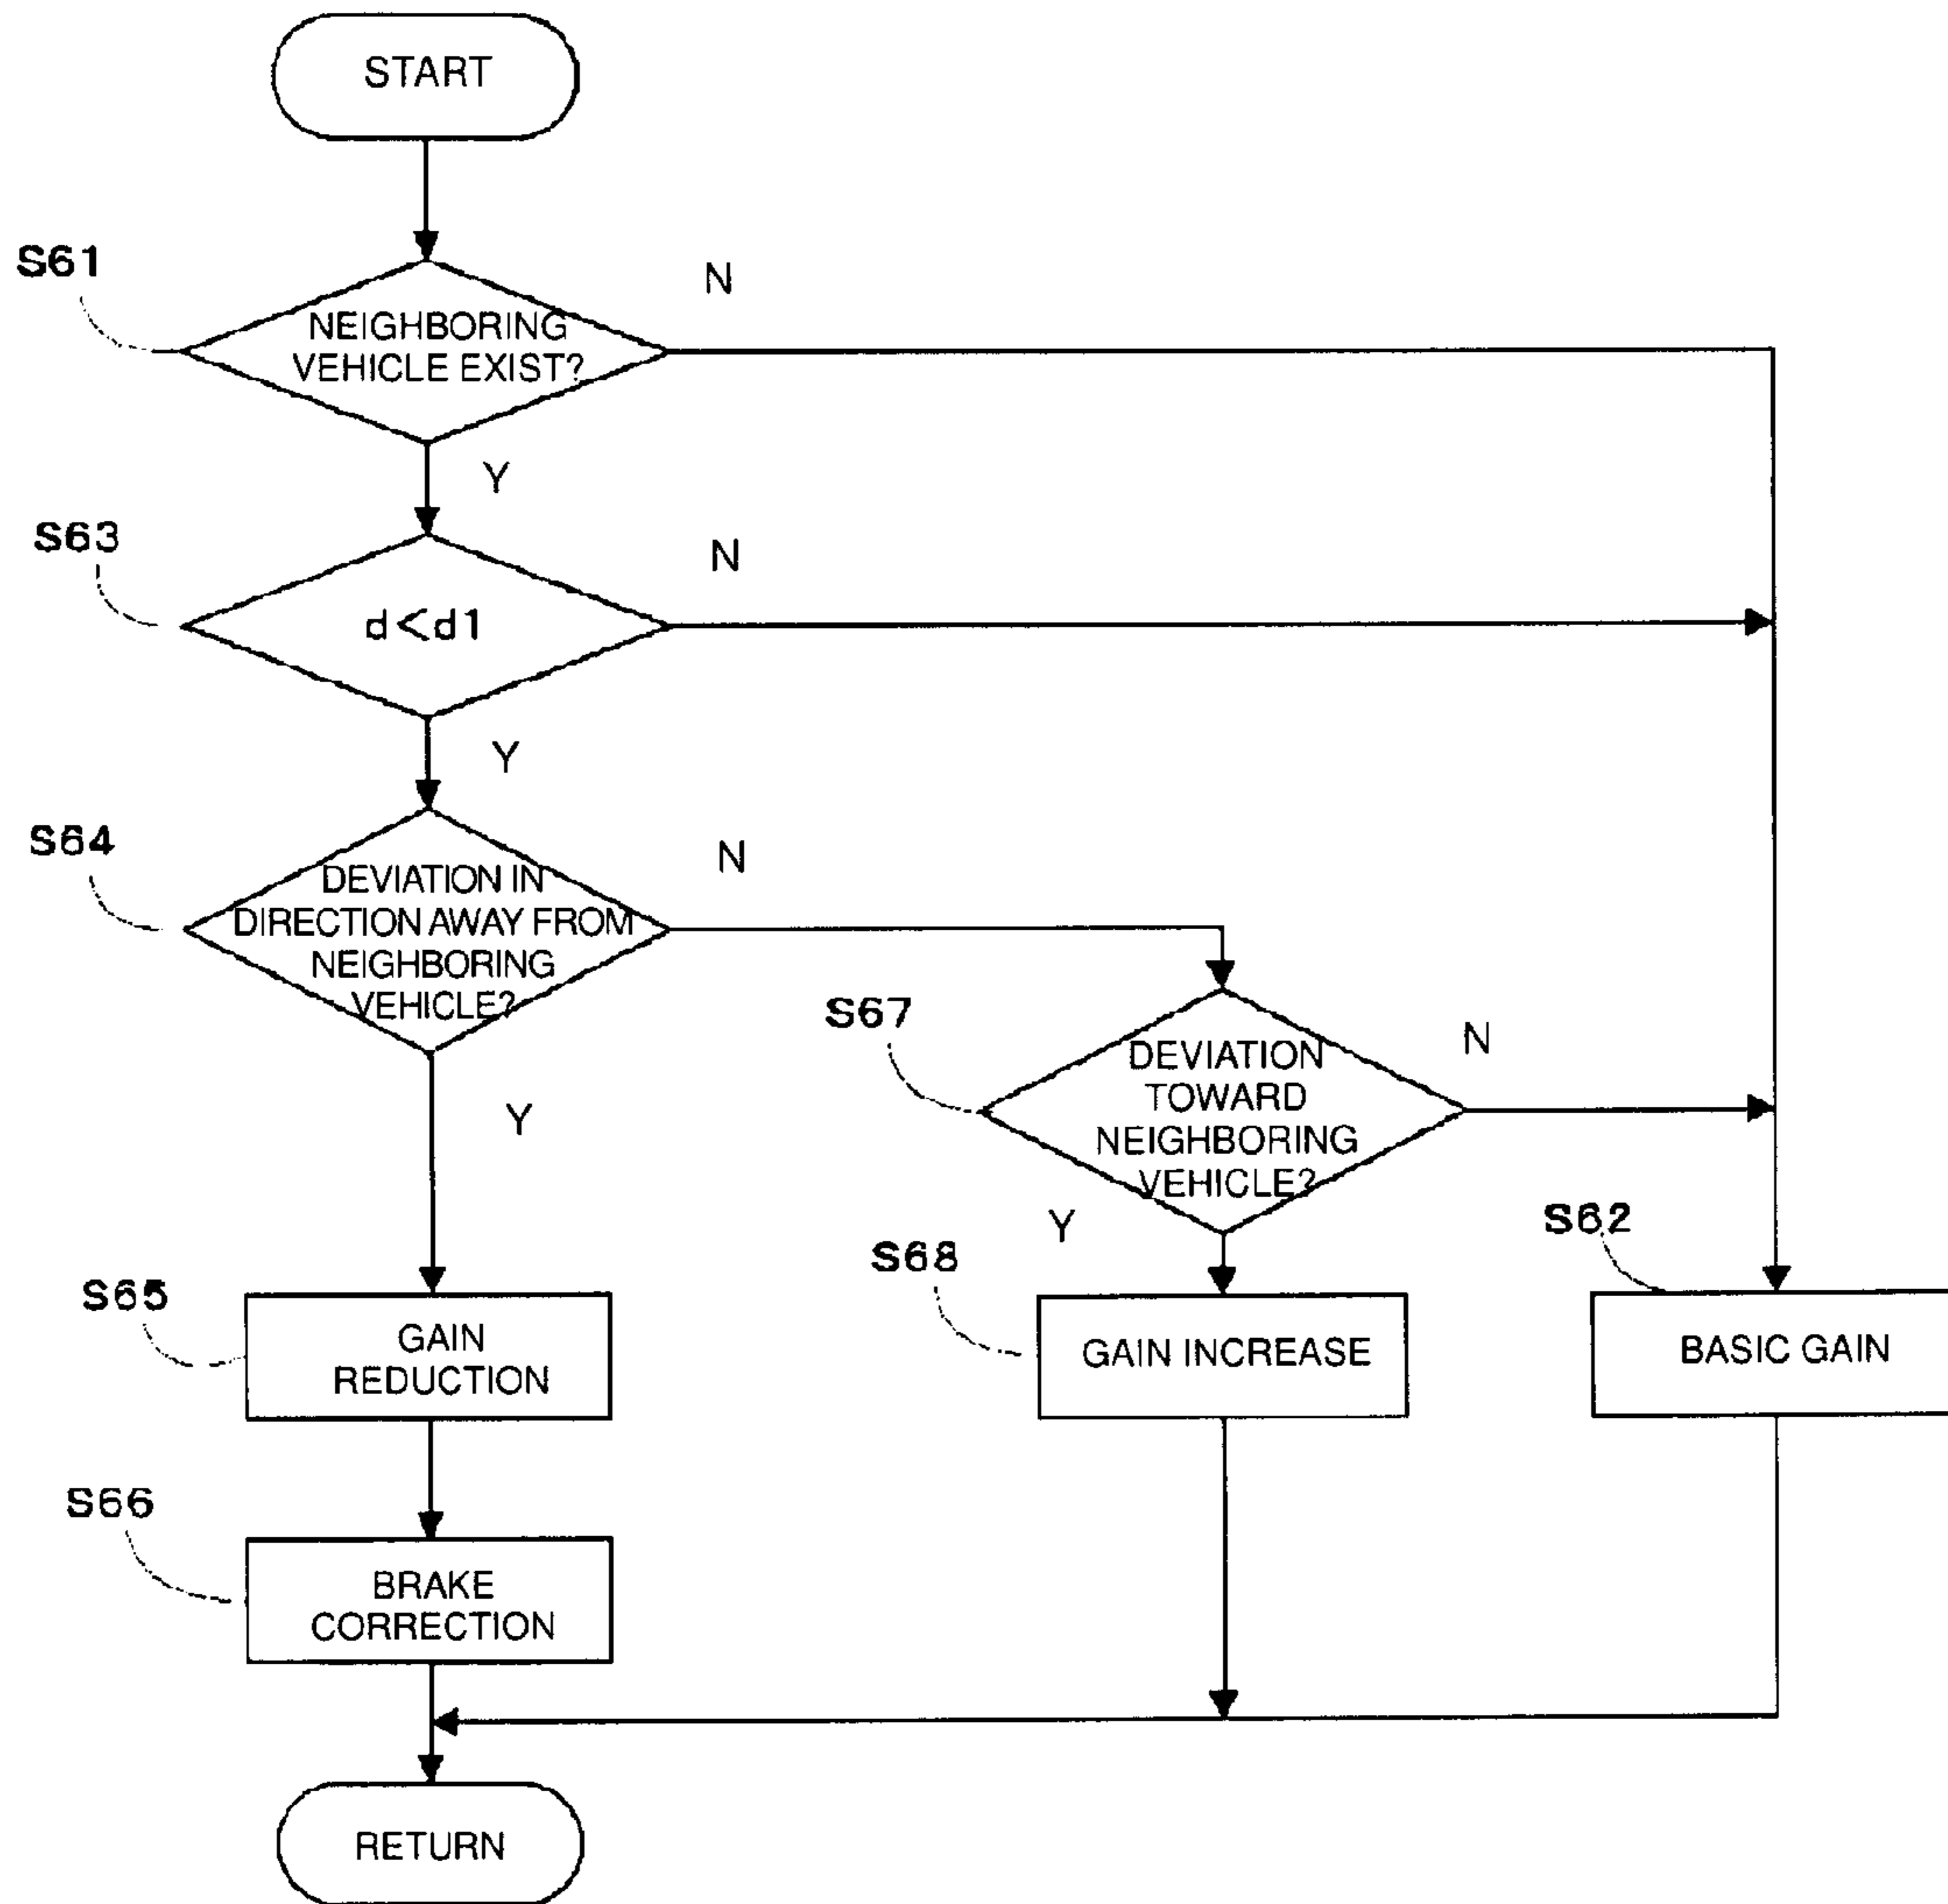 START
S61
NEIGHBORING
VEHICLE EXIST?
N
Y
S63
d<d1
N
Y
S64
DEVIATION IN
DIRECTION AWAY FROM
NEIGHBORING
VEHICLE?
N
Y
S67
DEVIATION
TOWARD
NEIGHBORING
VEHICLE?
N
Y
S65
GAIN
REDUCTION
S68
GAIN INCREASE
S62
BASIC GAIN
S66
BRAKE
CORRECTION
RETURN